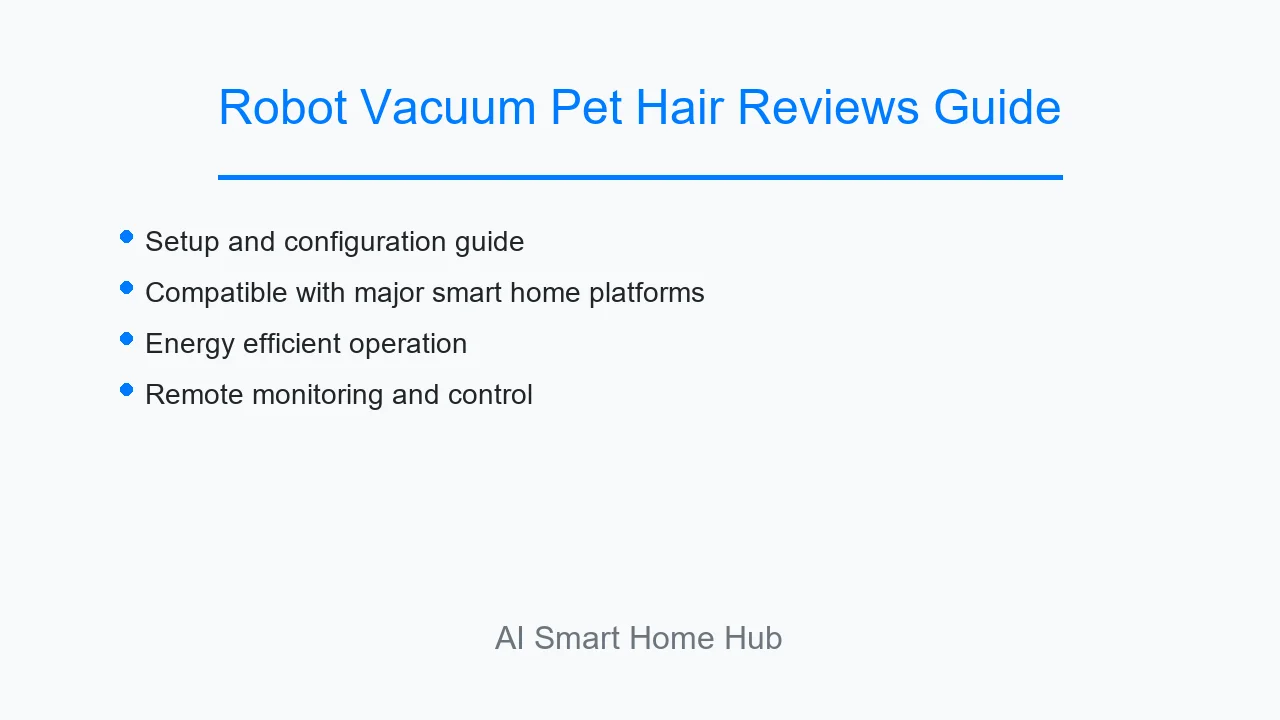 Robot Vacuum Pet Hair Reviews Guide
Setup and configuration guide
Compatible with major smart home platforms
Energy efficient operation
Remote monitoring and control
AI Smart Home Hub